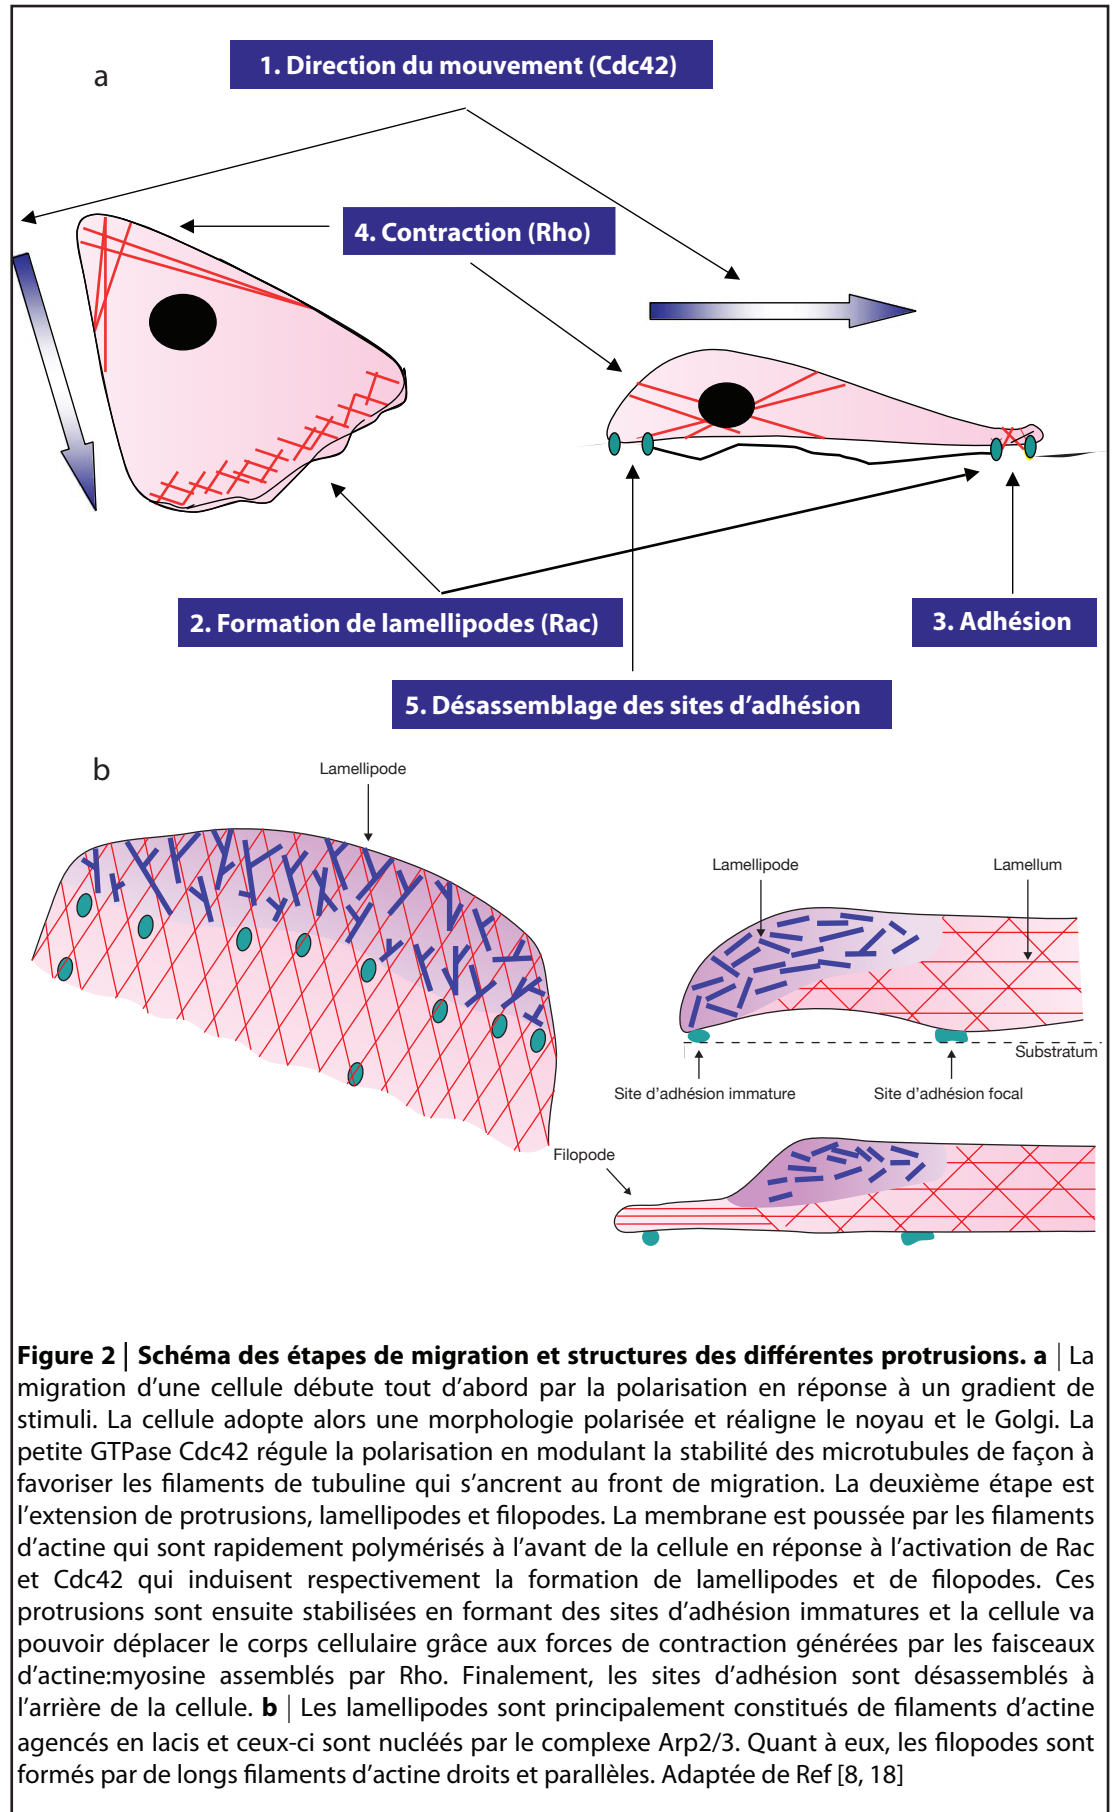 a
1. Direction du mouvement (Cdc42)
4. Contraction (Rho)
2. Formation de lamellipodes (Rac)
3. Adhésion
5. Désassemblage des sites d’adhésion
b
Lamellipode
Lamellipode
Lamellum
Substratum
Site d’adhésion immature
Site d’adhésion focal
Filopode
Figure 2 | Schéma des étapes de migration et structures des différentes protrusions. a | La
migration d’une cellule débute tout d’abord par la polarisation en réponse à un gradient de
stimuli. La cellule adopte alors une morphologie polarisée et réaligne le noyau et le Golgi. La
petite GTPase Cdc42 régule la polarisation en modulant la stabilité des microtubules de façon à
favoriser les filaments de tubuline qui s’ancrent au front de migration. La deuxième étape est
l’extension de protrusions, lamellipodes et filopodes. La membrane est poussée par les filaments
d’actine qui sont rapidement polymérisés à l’avant de la cellule en réponse à l’activation de Rac
et Cdc42 qui induisent respectivement la formation de lamellipodes et de filopodes. Ces
protrusions sont ensuite stabilisées en formant des sites d’adhésion immatures et la cellule va
pouvoir déplacer le corps cellulaire grâce aux forces de contraction générées par les faisceaux
d’actine:myosine assemblés par Rho. Finalement, les sites d’adhésion sont désassemblés à
l’arrière de la cellule. b | Les lamellipodes sont principalement constitués de filaments d’actine
agencés en lacis et ceux-ci sont nucléés par le complexe Arp2/3. Quant à eux, les filopodes sont
formés par de longs filaments d’actine droits et parallèles. Adaptée de Ref [8, 18]